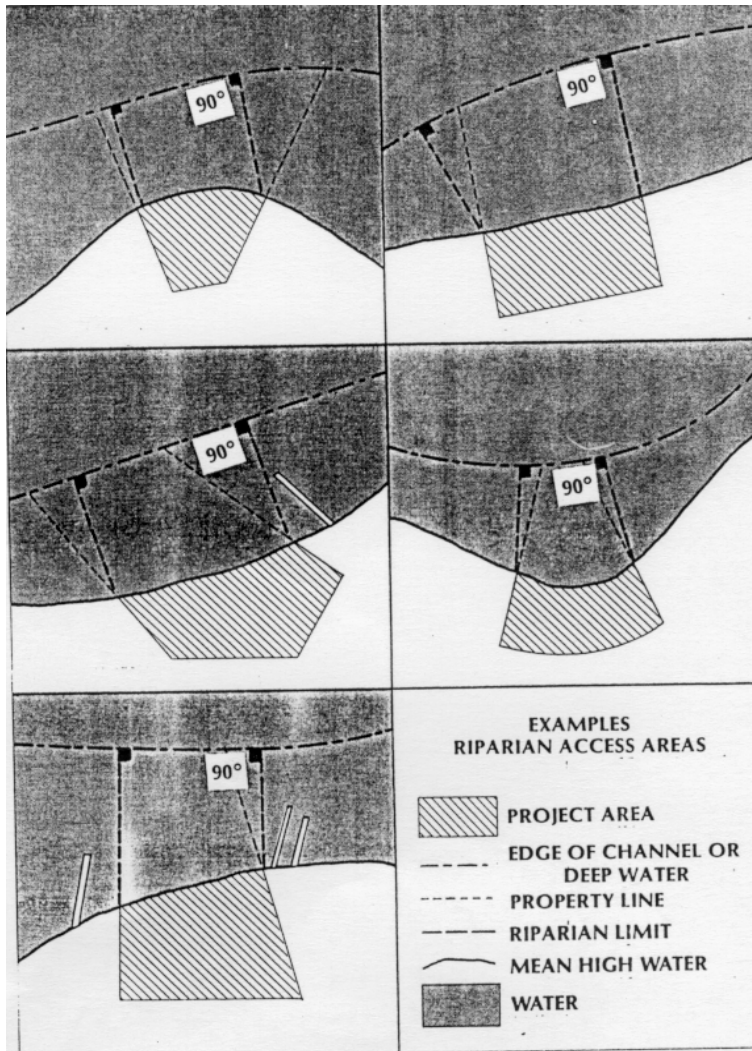 90°
90°
90°
90°
90°
EXAMPLES
RIPARIAN ACCESS AREAS
PROJECT AREA
EDGE OF CHANNEL OR
DEEP WATER
PROPERTY LINE
RIPARIAN LIMIT
MEAN HIGH WATER
WATER